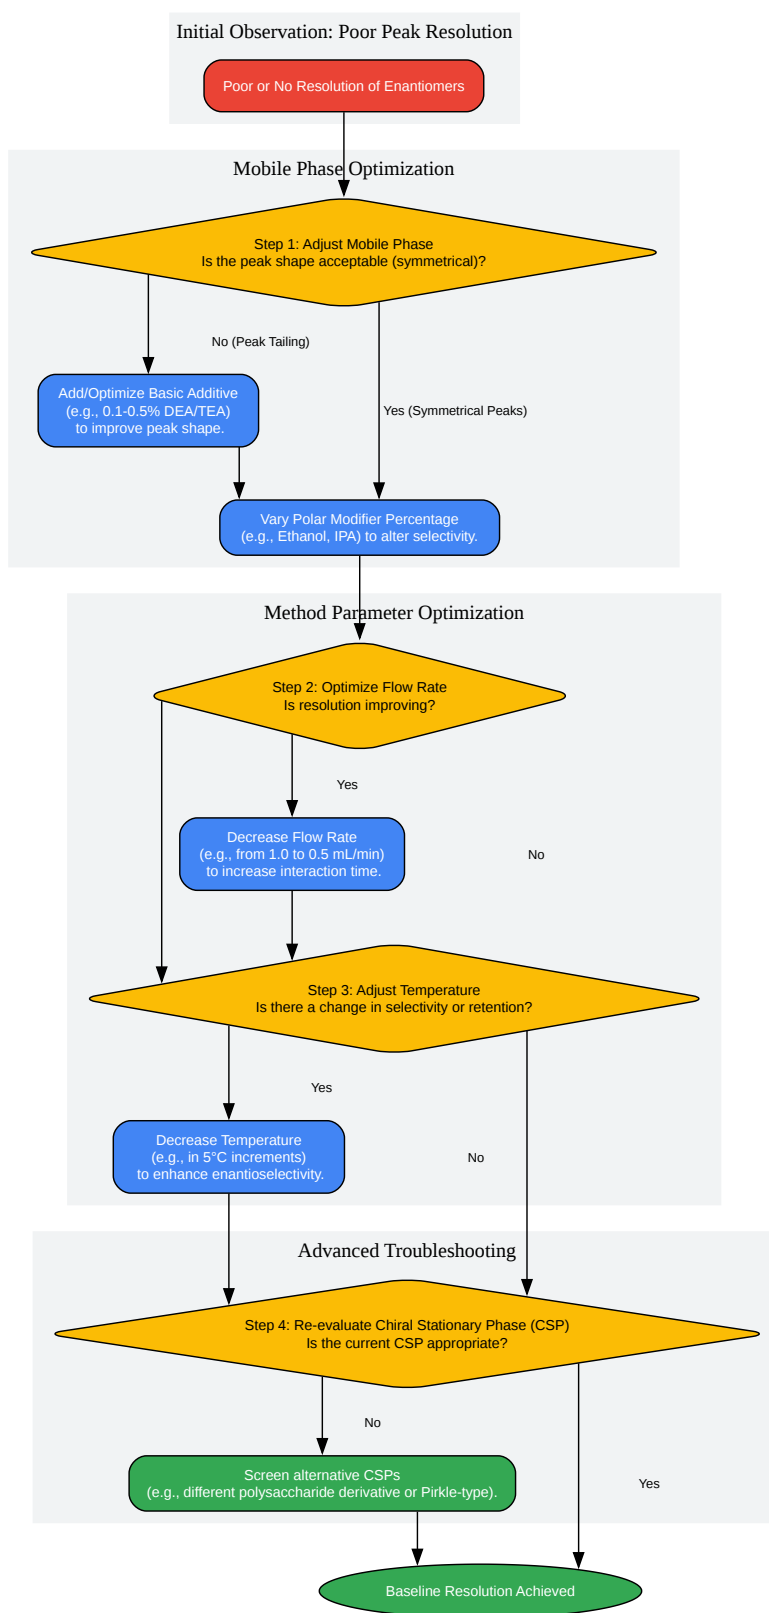 Initial Observation: Poor Peak Resolution
Poor or No Resolution of Enantiomers
Mobile Phase Optimization
Step 1: Adjust Mobile Phase
Is the peak shape acceptable (symmetrical)?
No (Peak Tailing)
Add/Optimize Basic Additive
(e.g., 0.1-0.5% DEA/TEA)
to improve peak shape.
Yes (Symmetrical Peaks)
Vary Polar Modifier Percentage
(e.g., Ethanol, IPA) to alter selectivity.
Method Parameter Optimization
Step 2: Optimize Flow Rate
Is resolution improving?
Yes
Decrease Flow Rate
(e.g., from 1.0 to 0.5 mL/min)
to increase interaction time.
No
Step 3: Adjust Temperature
Is there a change in selectivity or retention?
Yes
Decrease Temperature
(e.g., in 5°C increments)
to enhance enantioselectivity.
No
Advanced Troubleshooting
Step 4: Re-evaluate Chiral Stationary Phase (CSP)
Is the current CSP appropriate?
No
Screen alternative CSPs
(e.g., different polysaccharide derivative or Pirkle-type).
Yes
Baseline Resolution Achieved